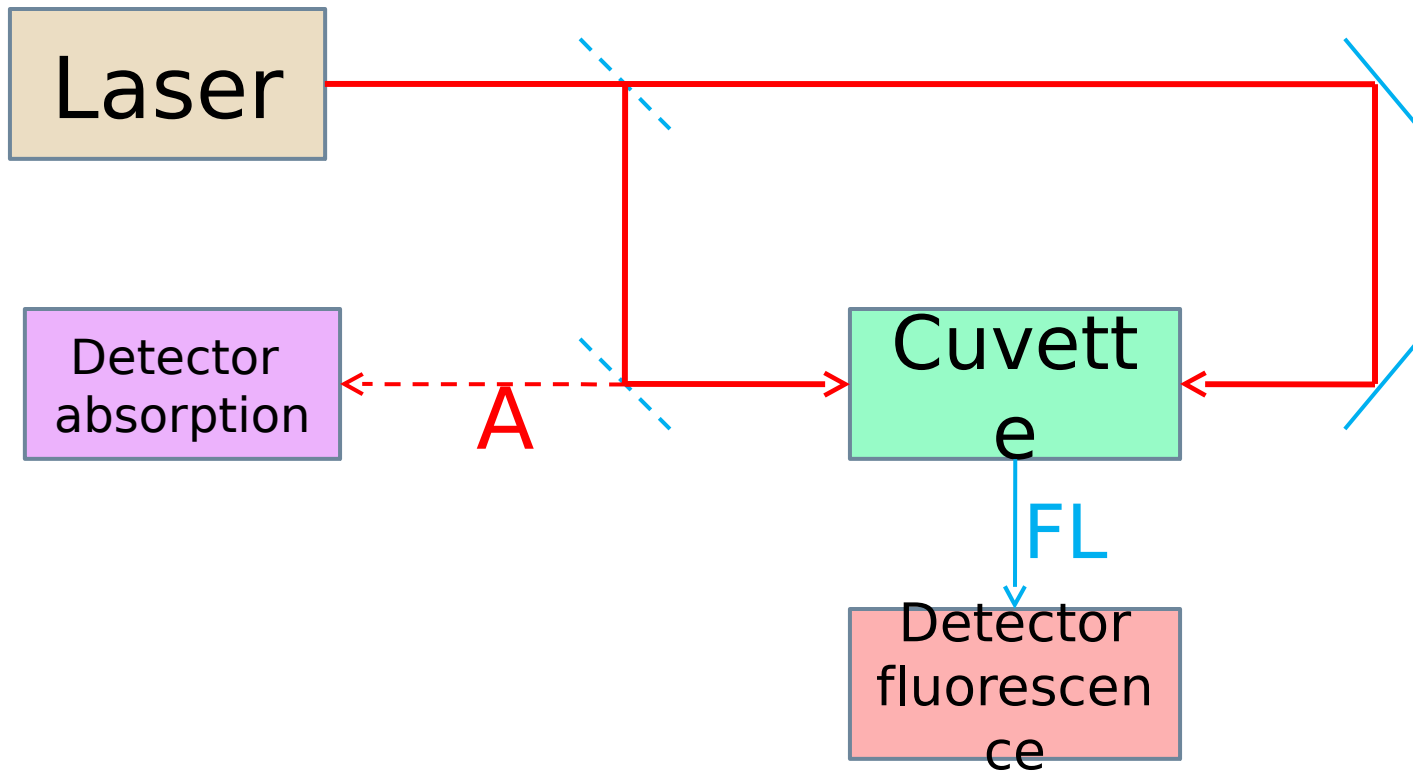 Laser
Detector
absorption
A
Cuvett
e
FL
Detector
fluorescen
ce